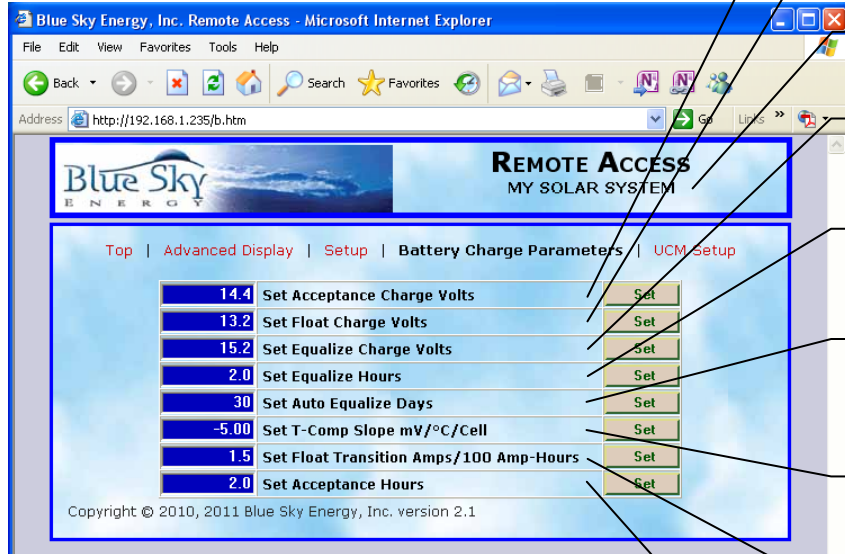 Blue Sky Energy, Inc. Remote Access - Microsoft Internet Explorer
File Edit View Favorites Tools Help
Back Search Favorites
Address http://192.168.1.235/b.htm Go Links »
Blue Sky
ENERGY
REMOTE ACCESS
MY SOLAR SYSTEM
Top | Advanced Display | Setup | Battery Charge Parameters | UCM Setup
14.4 Set Acceptance Charge Volts Set
13.2 Set Float Charge Volts Set
15.2 Set Equalize Charge Volts Set
2.0 Set Equalize Hours Set
30 Set Auto Equalize Days Set
-5.00 Set T-Comp Slope mV/°C/Cell Set
1.5 Set Float Transition Amps/100 Amp-Hours Set
2.0 Set Acceptance Hours Set
Copyright © 2010, 2011 Blue Sky Energy, Inc. version 2.1